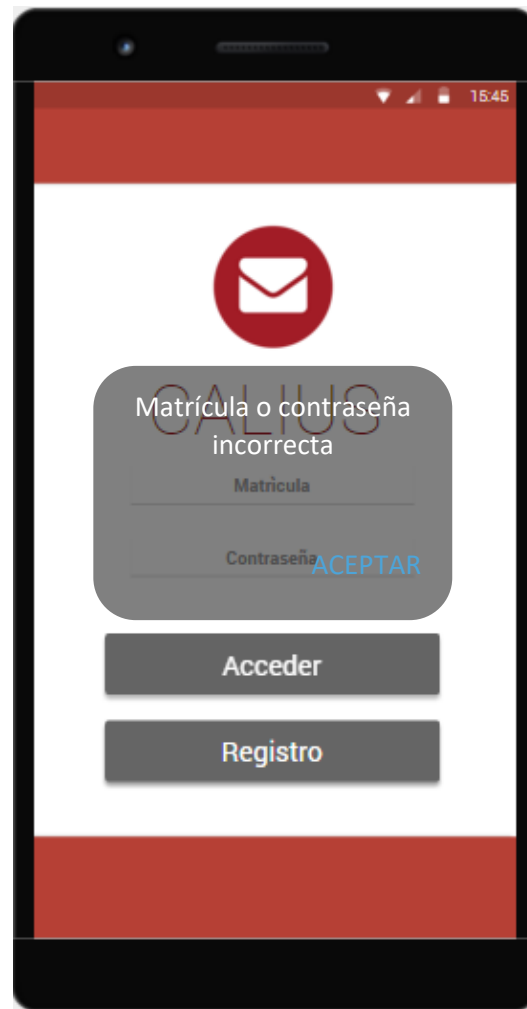 15:45
CALIUS
Matrícula o contraseña
incorrecta
Matrìcula
Contraseña
ACEPTAR
Acceder
Registro